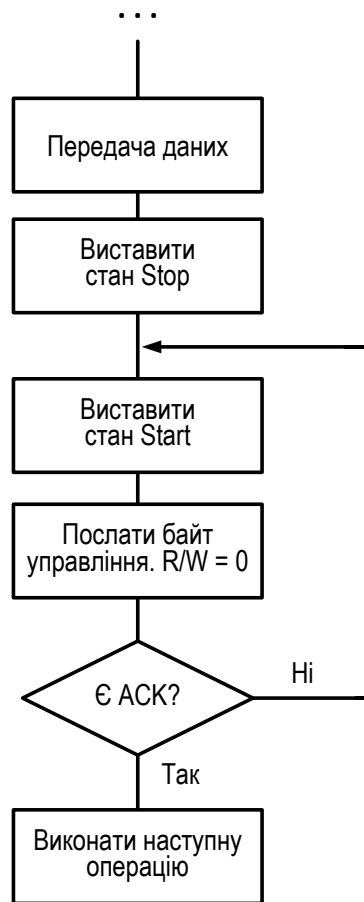 ...
Передача даних
Виставити
стан Stop
Виставити
стан Start
Послати байт
управління. R/W = 0
Є ACK?
Ні
Так
Виконати наступну
операцію